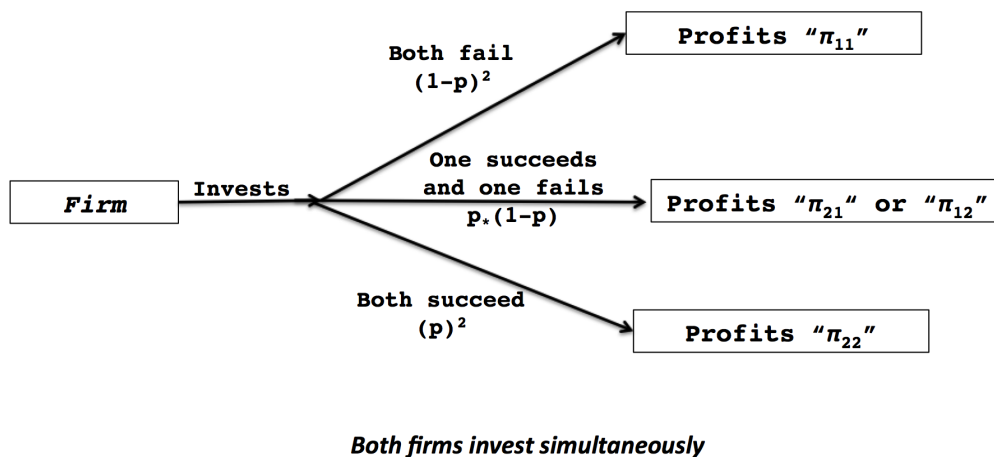 Profits “π₁₁”
Both fail
(1-p)²
One succeeds
and one fails
Invests
Firm
p*(1-p)
Profits “π₂₁“ or “π₁₂”
Both succeed
(p)²
Profits “π₂₂”
Both firms invest simultaneously